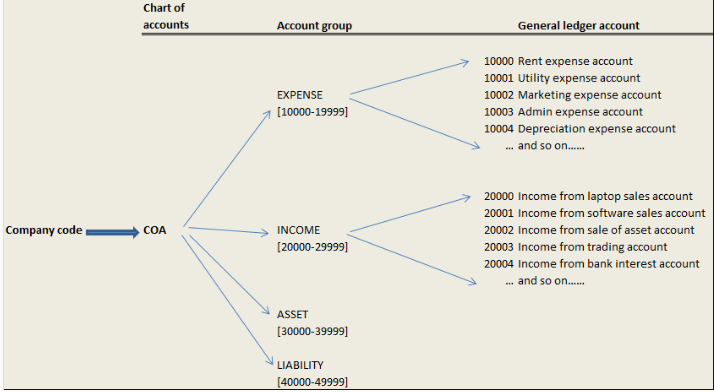 Chart of
accounts
Account group
General ledger account
10000 Rent expense account
10001 Utility expense account
EXPENSE
10002 Marketing expense account
[10000-19999]
10003 Admin expense account
10004 Depreciation expense account
... and so on......
20000 Income from laptop sales account
20001 Income from software sales account
Company code
COA
INCOME
20002 Income from sale of asset account
[20000-29999]
20003 Income from trading account
20004 Income from bank interest account
... and so on......
ASSET
[30000-39999]
LIABILITY
[40000-49999]